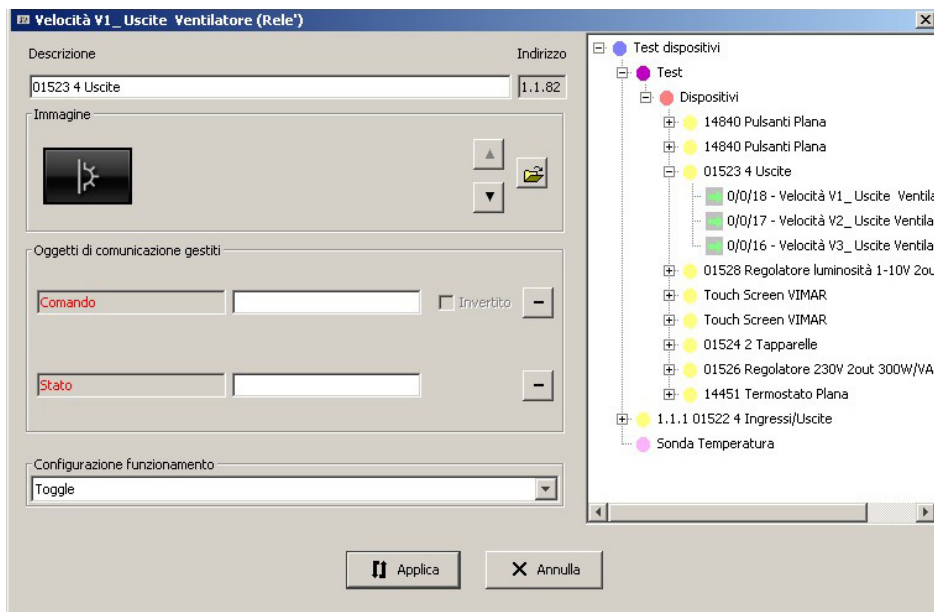 Velocità V1_ Uscite Ventilatore (Rele')
Descrizione
Indirizzo
01523 4 Uscite
1.1.82
Immagine
Oggetti di comunicazione gestiti
Comando
Invertito
Stato
Configurazione funzionamento
Toggle
Applica
Annulla
Test dispositivi
Test
Dispositivi
14840 Pulsanti Plana
14840 Pulsanti Plana
01523 4 Uscite
0/0/18 - Velocità V1_ Uscite Ventila
0/0/17 - Velocità V2_ Uscite Ventila
0/0/16 - Velocità V3_ Uscite Ventila
01528 Regolatore luminosità 1-10V 2ou
Touch Screen VIMAR
Touch Screen VIMAR
01524 2 Tapparelle
01526 Regolatore 230V 2out 300W/VA
14451 Termostato Plana
1.1.1 01522 4 Ingressi/Uscite
Sonda Temperatura